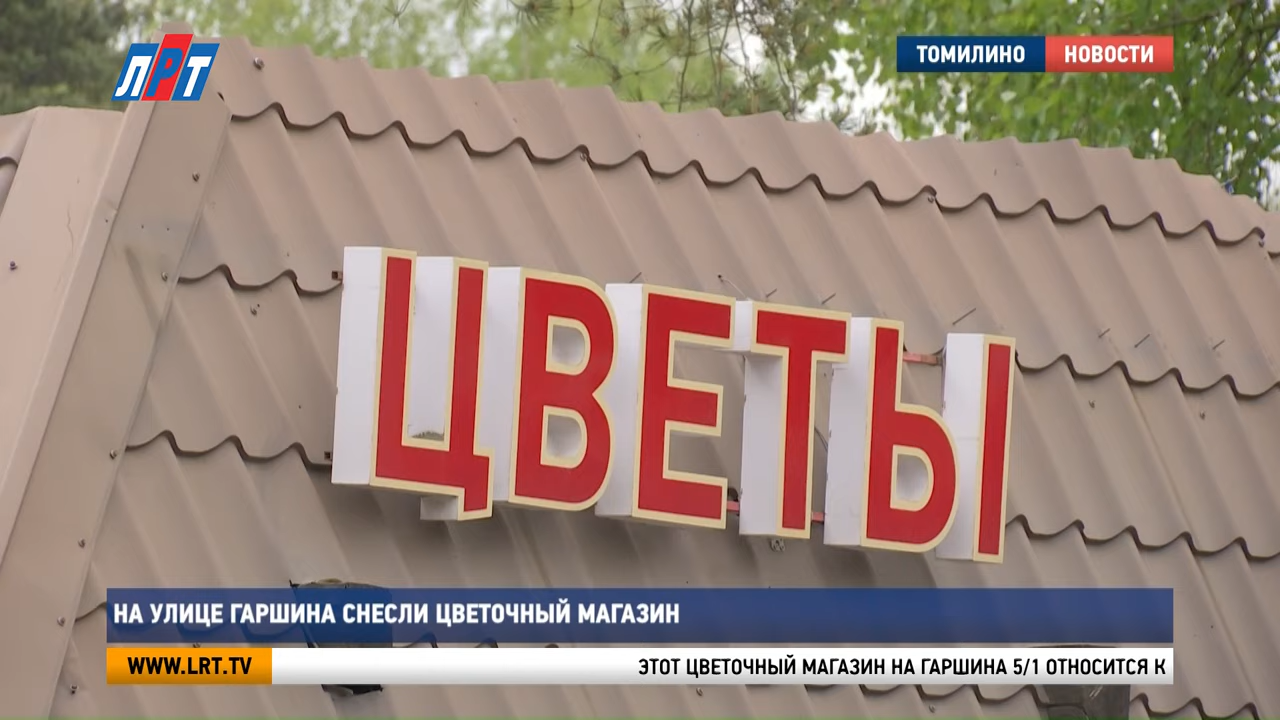 ЛРТ
ТОМИЛИНО НОВОСТИ
ЦВЕТЫ
НА УЛИЦЕ ГАРШИНА СНЕСЛИ ЦВЕТОЧНЫЙ МАГАЗИН
WWW.LRT.TV
ЭТОТ ЦВЕТОЧНЫЙ МАГАЗИН НА ГАРШИНА 5/1 ОТНОСИТСЯ К